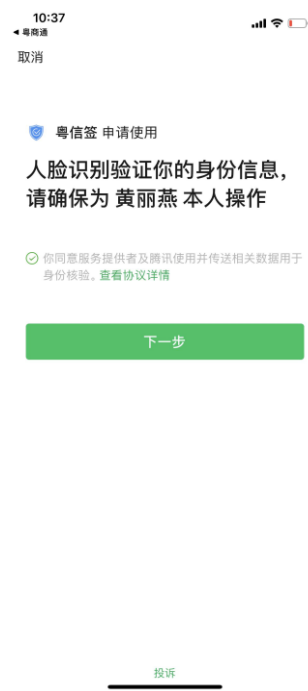 10:37
◀ 粤商通
取消
粤信签 申请使用
人脸识别验证你的身份信息，
请确保为 黄丽燕 本人操作
你同意服务提供者及腾讯使用并传送相关数据用于
身份核验。查看协议详情
下一步
投诉